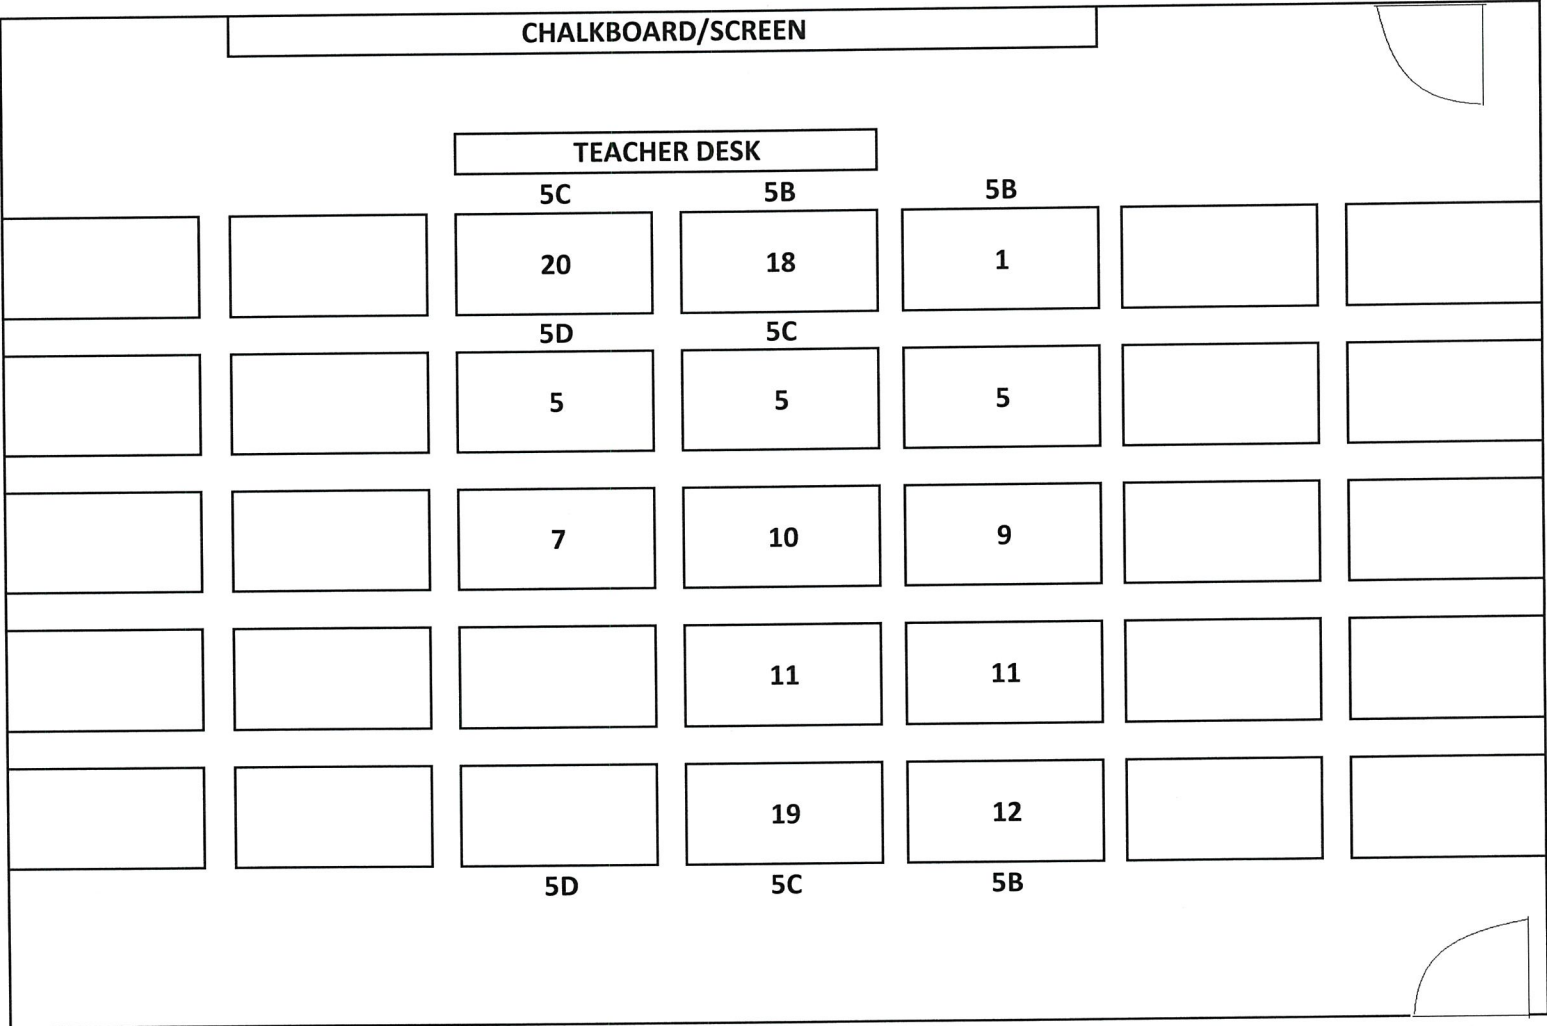 CHALKBOARD/SCREEN
TEACHER DESK
5C 5B 5B
20 18 1
5D 5C
5 5 5
7 10 9
11 11
19 12
5D 5C 5B